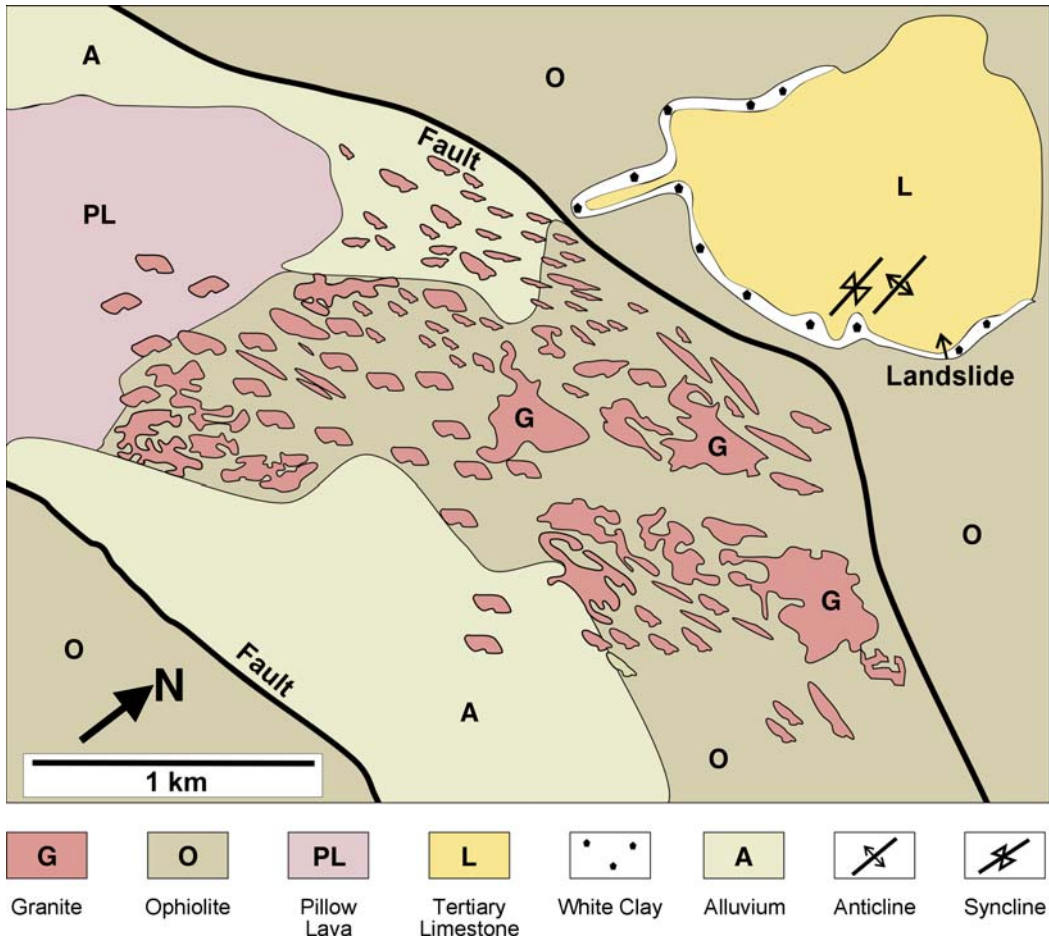 A
O
Fault
L
PL
Landslide
G
G
O
G
O
Fault
N
A
O
1 km
G
O
PL
L
A
Granite
Ophiolite
Pillow
Lava
Tertiary
Limestone
White Clay
Alluvium
Anticline
Syncline